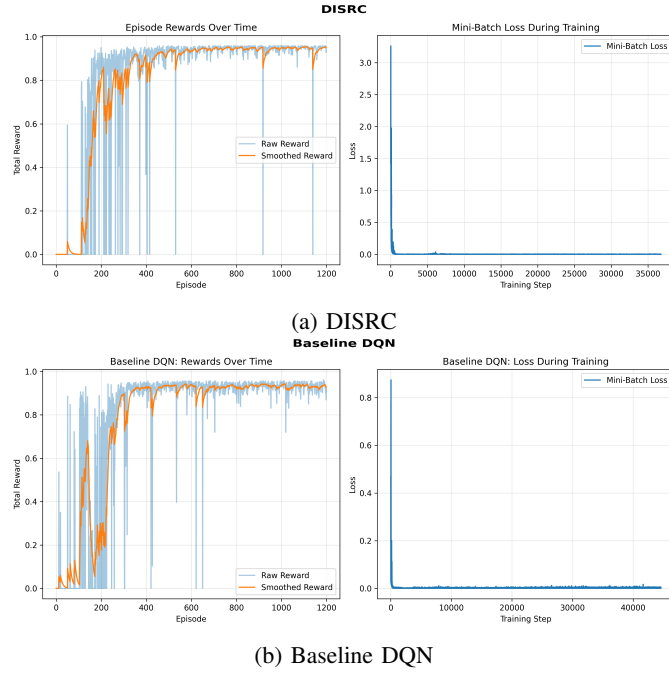 DISRC
Episode Rewards Over Time
Mini-Batch Loss During Training
1.0
0.8
0.6
0.4
0.2
0.0
Total Reward
Raw Reward
Smoothed Reward
0 200 400 600 800 1000 1200
Episode
3.0
2.5
2.0
1.5
1.0
0.5
0.0
Loss
Mini-Batch Loss
0 5000 10000 15000 20000 25000 30000 35000
Training Step
(a) DISRC
Baseline DQN
Baseline DQN: Rewards Over Time
Baseline DQN: Loss During Training
1.0
0.8
0.6
0.4
0.2
0.0
Total Reward
Raw Reward
Smoothed Reward
0 200 400 600 800 1000 1200
Episode
0.8
0.6
0.4
0.2
0.0
Loss
Mini-Batch Loss
0 10000 20000 30000 40000
Training Step
(b) Baseline DQN